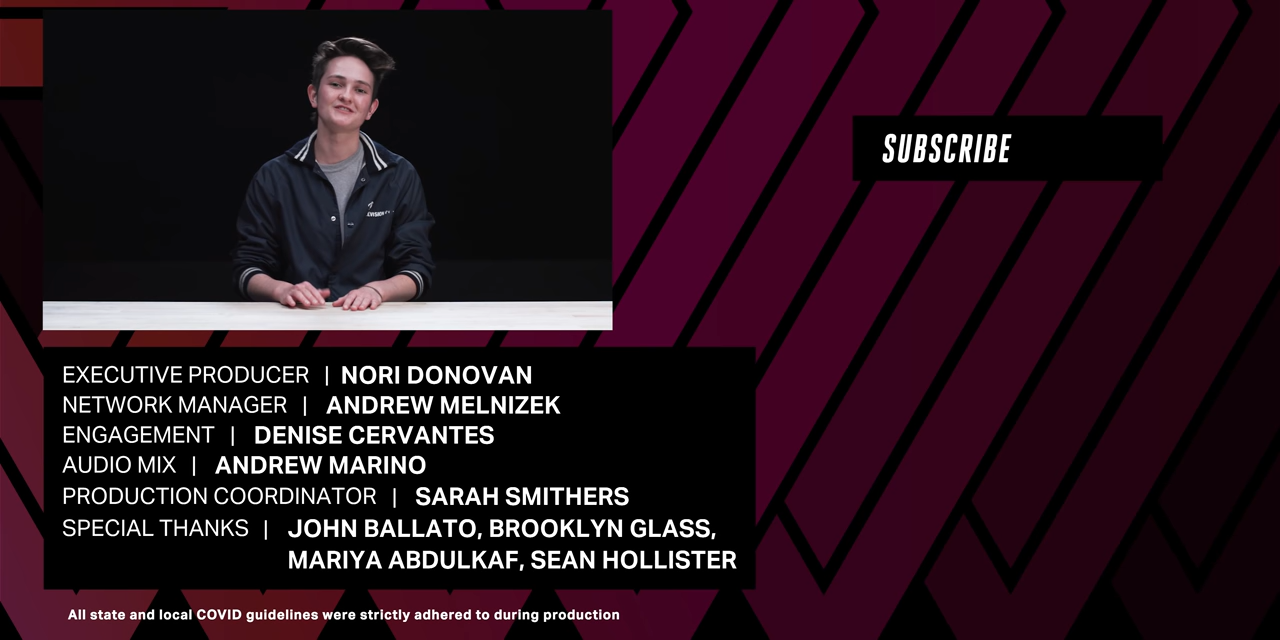 SUBSCRIBE
EXECUTIVE PRODUCER | NORI DONOVAN
NETWORK MANAGER | ANDREW MELNIZEK
ENGAGEMENT | DENISE CERVANTES
AUDIO MIX | ANDREW MARINO
PRODUCTION COORDINATOR | SARAH SMITHERS
SPECIAL THANKS | JOHN BALLATO, BROOKLYN GLASS,
MARIYA ABDULKAF, SEAN HOLLISTER
All state and local COVID guidelines were strictly adhered to during production